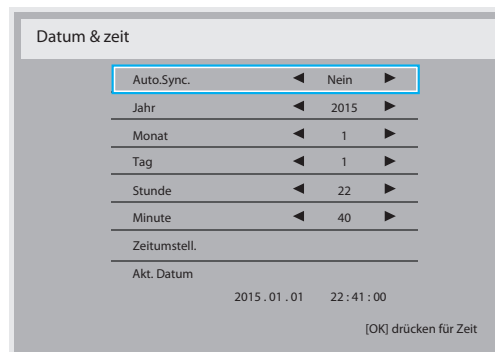 Datum & zeit
Auto.Sync. ◀ Nein ▶
Jahr ◀ 2015 ▶
Monat ◀ 1 ▶
Tag ◀ 1 ▶
Stunde ◀ 22 ▶
Minute ◀ 40 ▶
Zeitumstell.
Akt. Datum
2015 . 01 . 01 22 : 41 : 00
[OK] drücken für Zeit